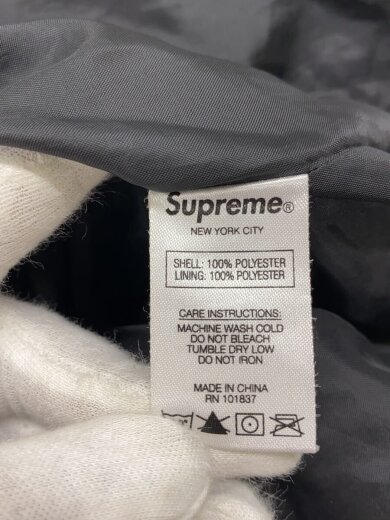 Supreme®
NEW YORK CITY
SHELL: 100% POLYESTER
LINING: 100% POLYESTER
CARE INSTRUCTIONS:
MACHINE WASH COLD
DO NOT BLEACH
TUMBLE DRY LOW
DO NOT IRON
MADE IN CHINA
RN 101837